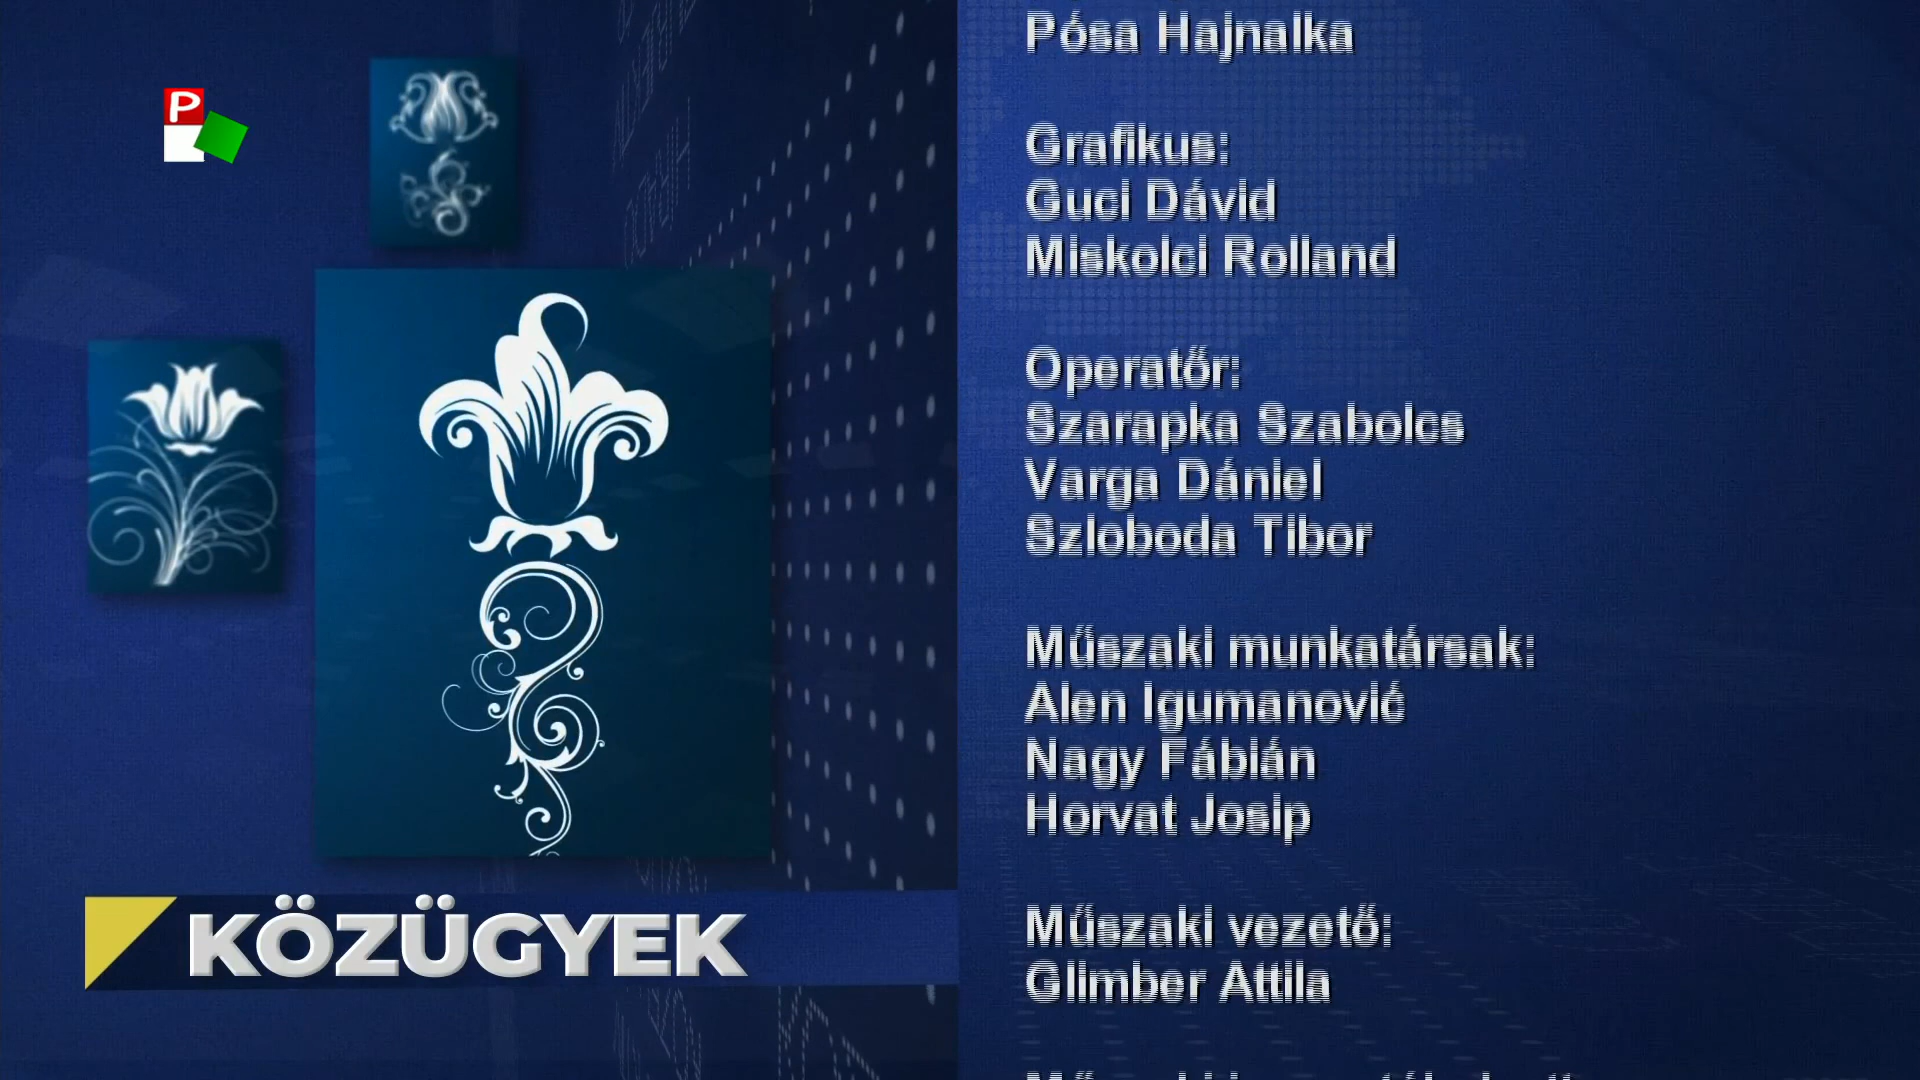 P
Pósa Hajnalka
Grafikus:
Guci Dávid
Miskolci Rolland
Operatőr:
Szarapka Szabolcs
Varga Dániel
Szloboda Tibor
Műszaki munkatársak:
Alen Igumanović
Nagy Fábián
Horvat Josip
Műszaki vezető:
Glimber Attila
KÖZÜGYEK